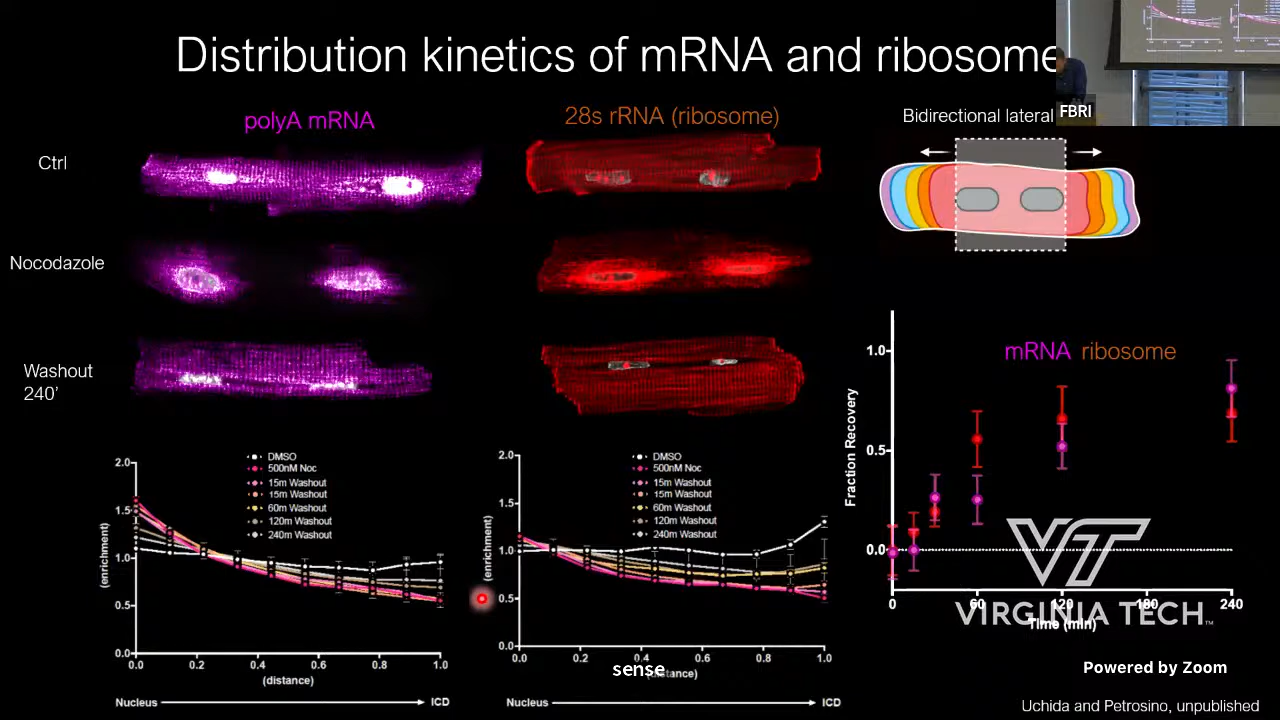 Distribution kinetics of mRNA and ribosome
FBRI
polyA mRNA
28s rRNA (ribosome)
Bidirectional lateral
Ctrl
Nocodazole
Washout
240'
mRNA ribosome
1.0
0.5
0.0
Fraction Recovery
0 60 120 240
Time (min)
DMSO
500nM Noc
15m Washout
15m Washout
60m Washout
120m Washout
240m Washout
2.0
1.5
1.0
0.5
0.0
(enrichment)
0.0 0.2 0.4 0.6 0.8 1.0
(distance)
Nucleus ICD
DMSO
500nM Noc
15m Washout
15m Washout
60m Washout
120m Washout
240m Washout
2.0
1.5
1.0
0.5
0.0
(enrichment)
0.0 0.2 0.4 0.6 0.8 1.0
sense
Nucleus ICD
VT
VIRGINIA TECH™
Powered by Zoom
Uchida and Petrosino, unpublished